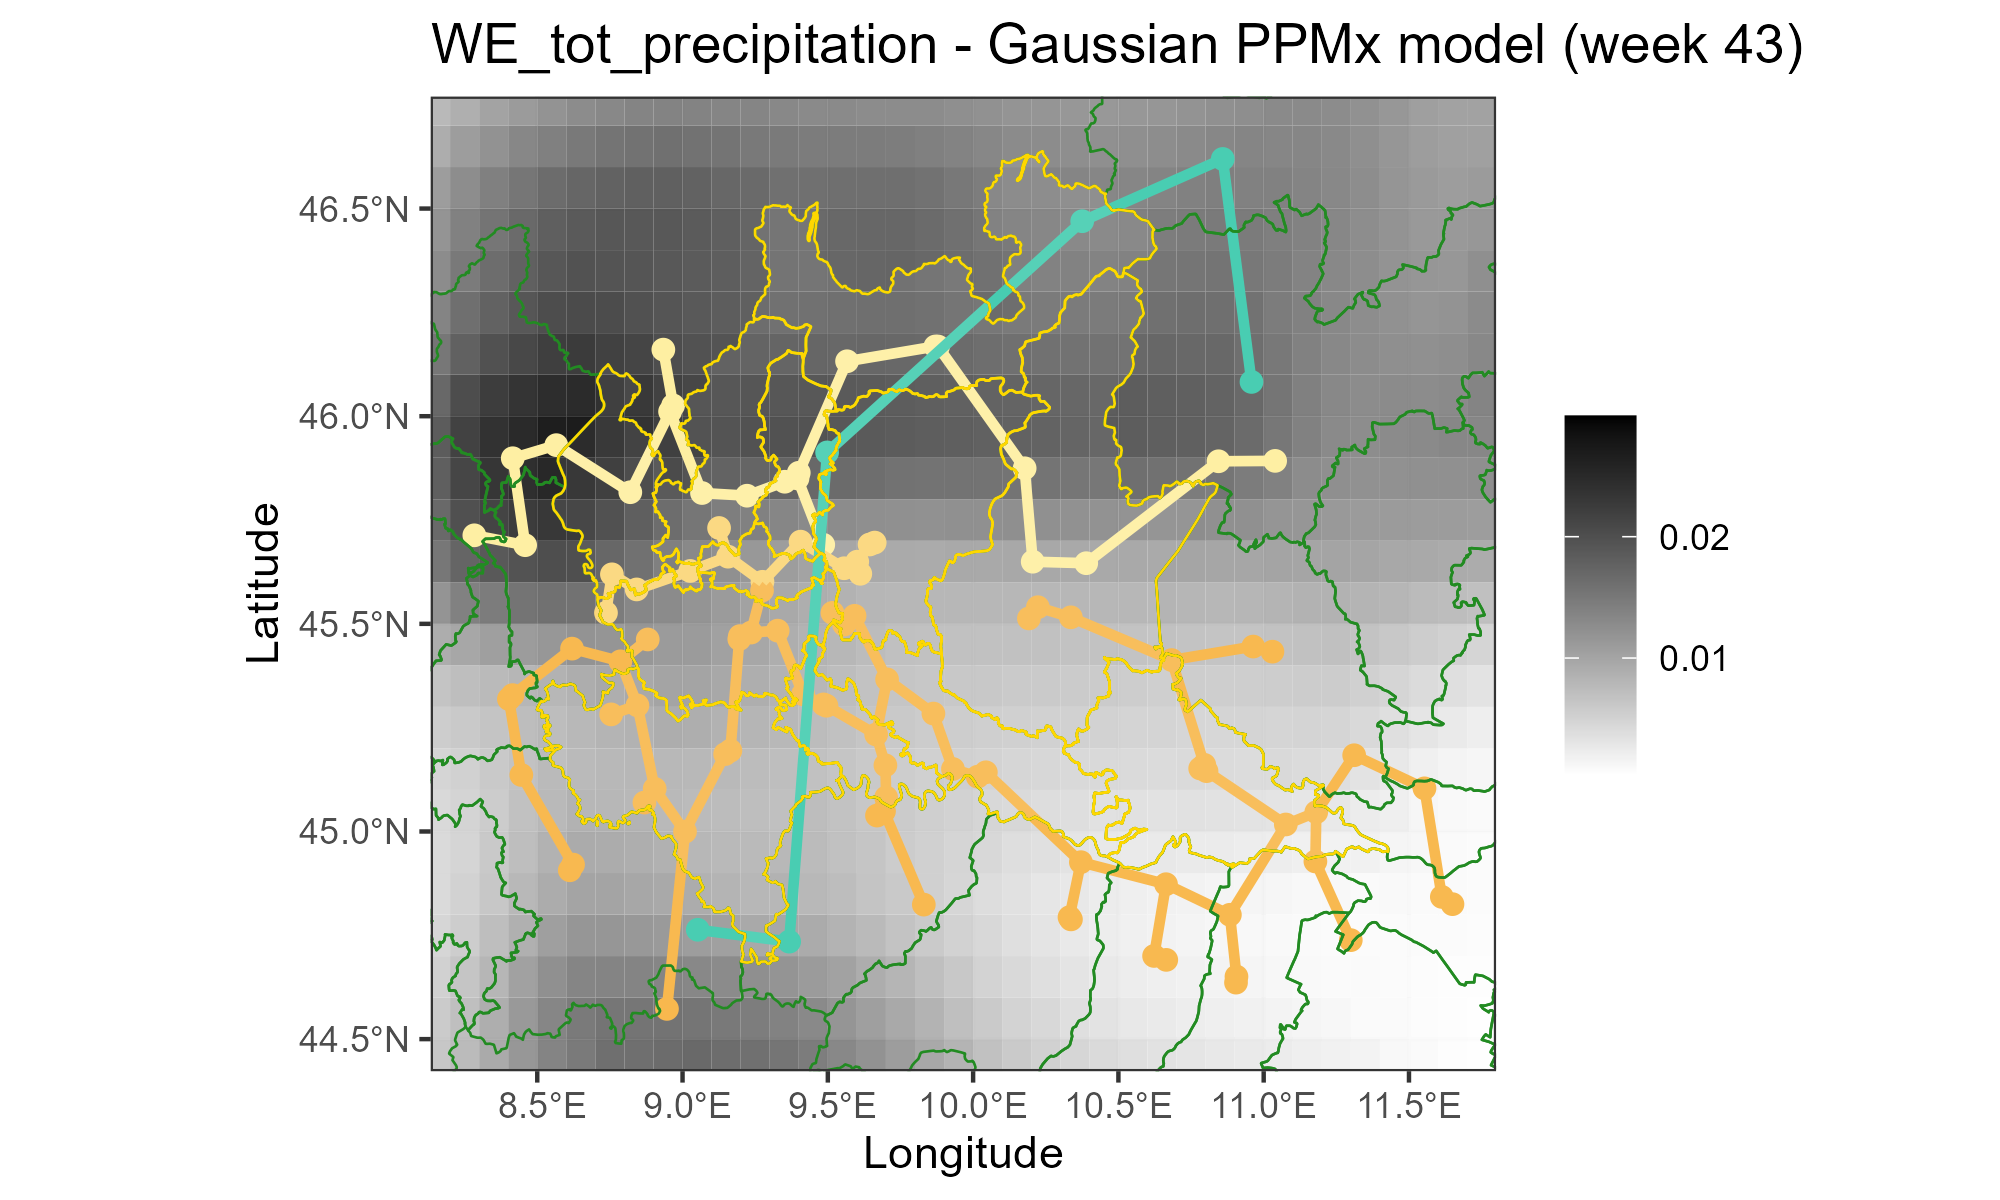 WE_tot_precipitation - Gaussian PPMx model (week 43)
46.5°N
46.0°N
45.5°N
45.0°N
44.5°N
Latitude
8.5°E 9.0°E 9.5°E 10.0°E 10.5°E 11.0°E 11.5°E
Longitude
0.02
0.01